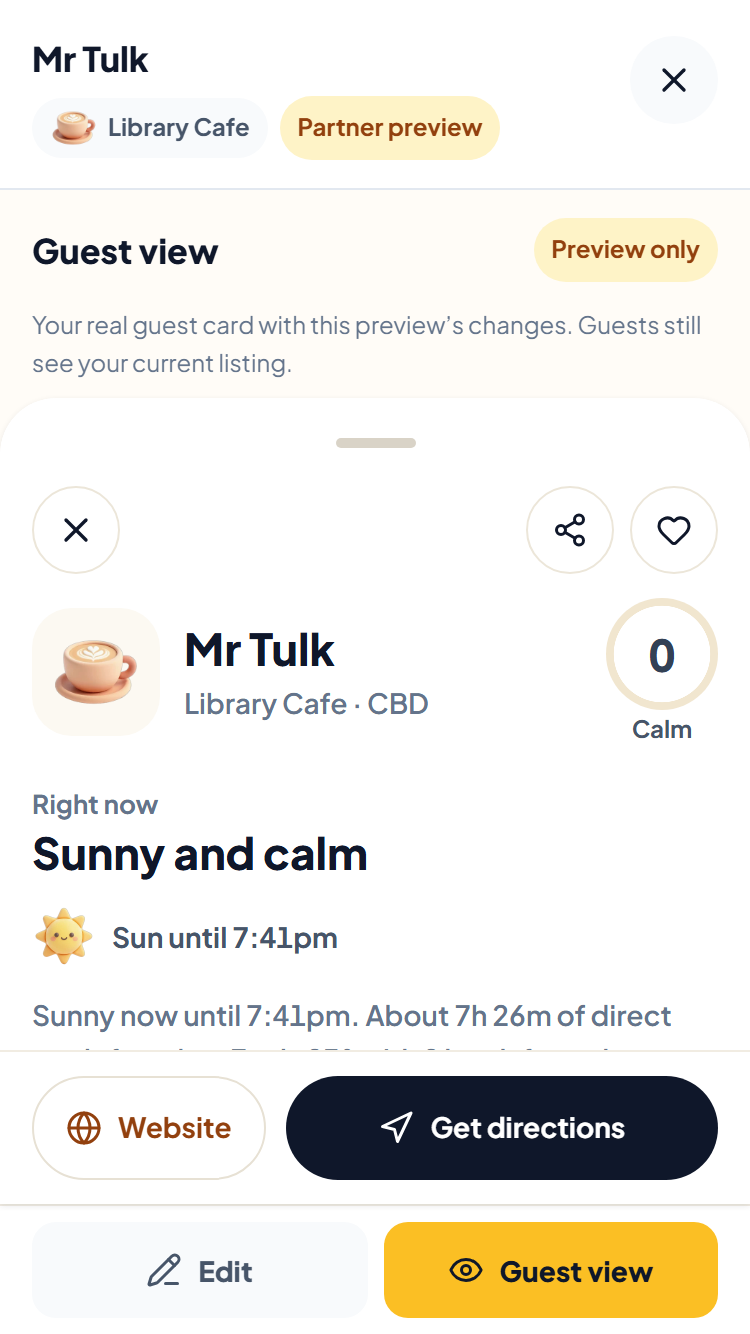 Mr Tulk
Library Cafe
Partner preview
Guest view
Preview only
Your real guest card with this preview’s changes. Guests still
see your current listing.
Mr Tulk
0
Library Cafe · CBD
Calm
Right now
Sunny and calm
Sun until 7:41pm
Sunny now until 7:41pm. About 7h 26m of direct
Website
Get directions
Edit
Guest view